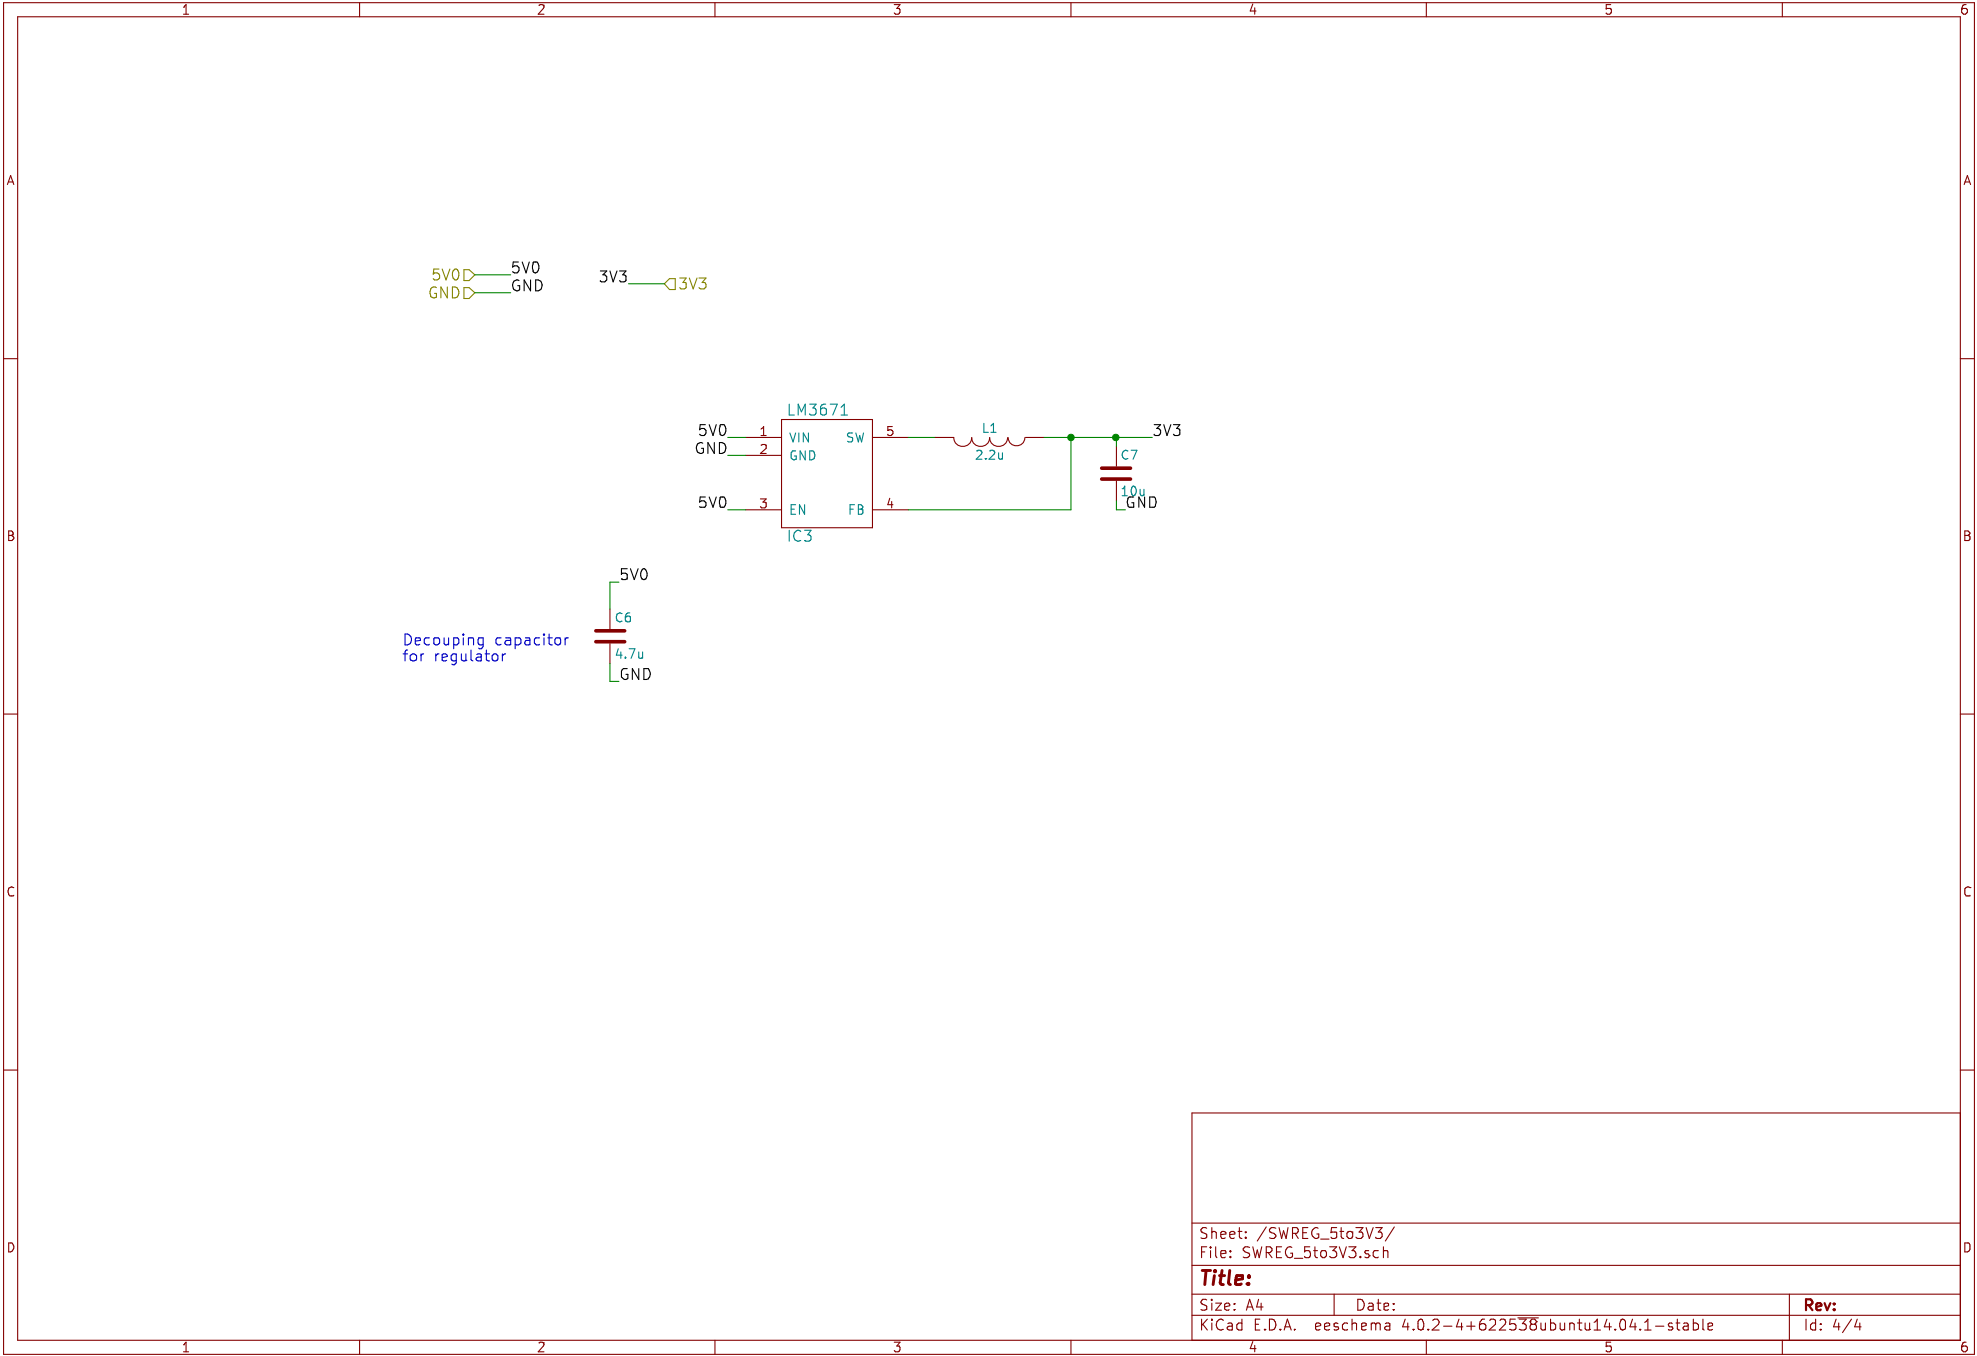 1 2 3 4 5 6
A A
5V0 5V0
GND GND
3V3 3V3
LM3671
5V0 1 VIN SW 5 L1 3V3
GND 2 GND 2.2u C7
10u
5V0 3 EN FB 4 GND
B B
IC3
5V0
C6
Decouping capacitor
for regulator
4.7u
GND
C C
Sheet: /SWREG_5to3V3/
File: SWREG_5to3V3.sch
D D
Title:
Size: A4 Date: Rev:
KiCad E.D.A. eeschema 4.0.2-4+622538ubuntu14.04.1-stable Id: 4/4
1 2 3 4 5 6